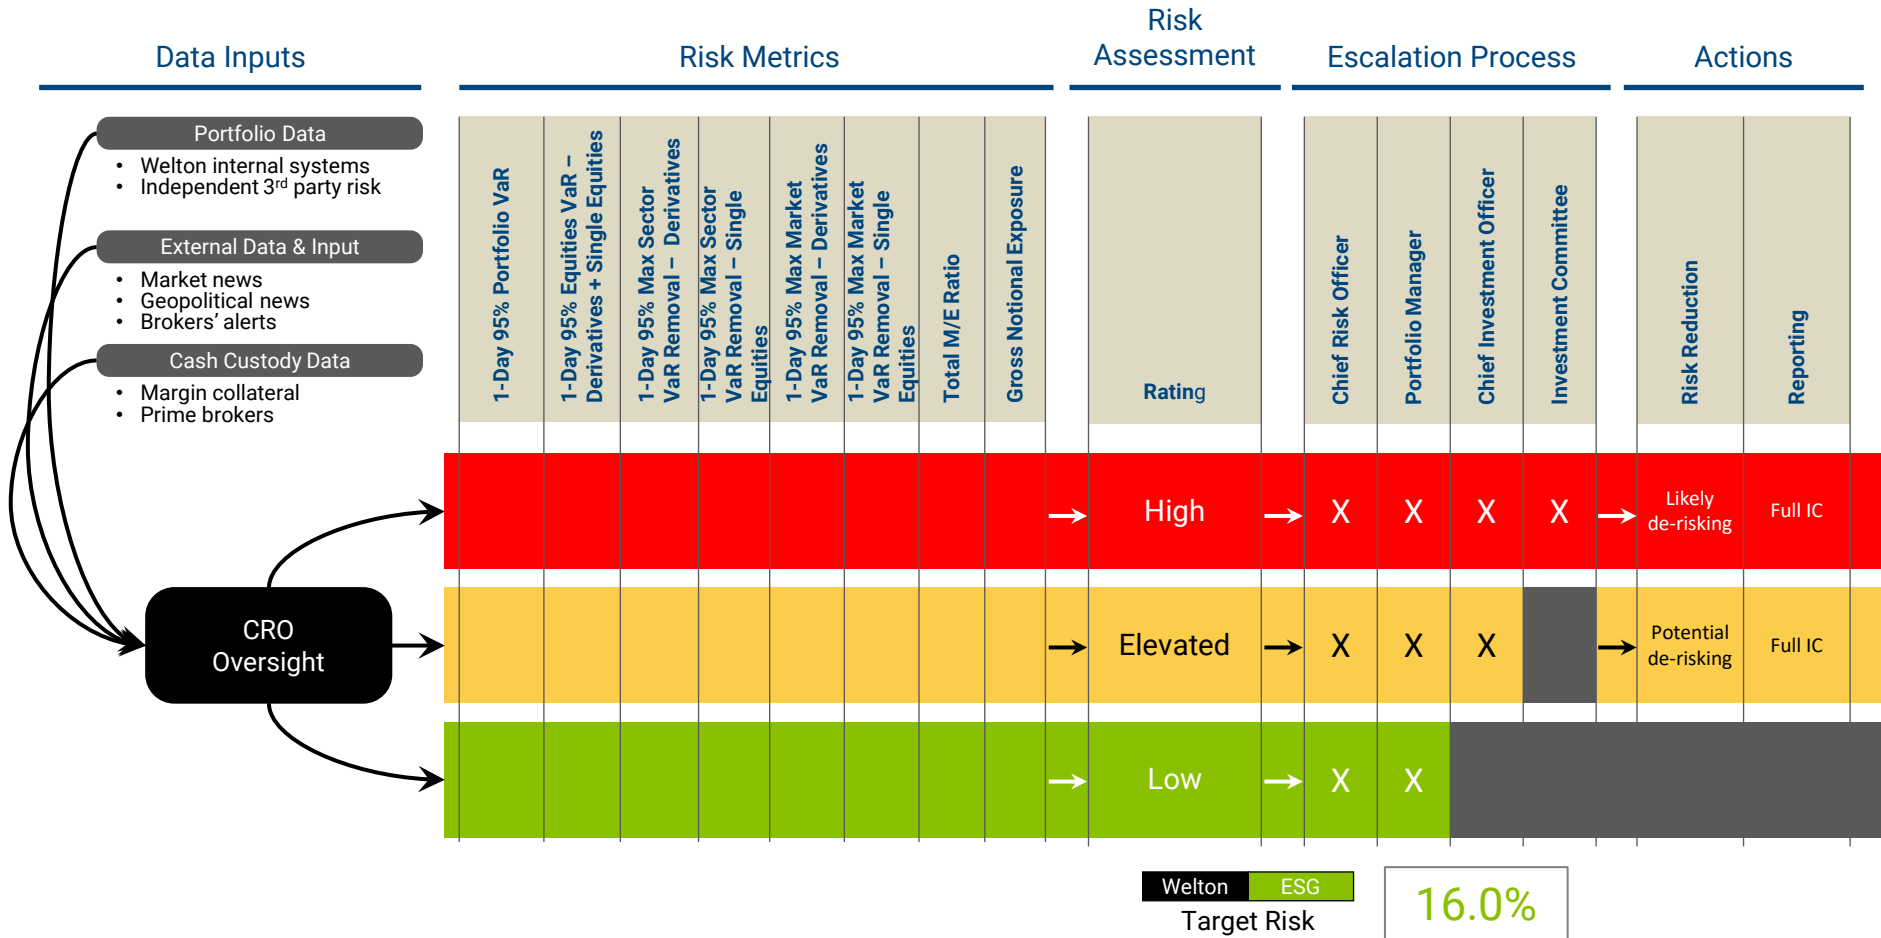 Data Inputs
Risk Metrics
Risk
Assessment
Escalation Process
Actions
Portfolio Data
• Welton internal systems
• Independent 3rd party risk
External Data & Input
• Market news
• Geopolitical news
• Brokers' alerts
Cash Custody Data
• Margin collateral
• Prime brokers
1-Day 95% Portfolio VaR
1-Day 95% Equities VaR –
Derivatives + Single Equities
1-Day 95% Max Sector
VaR Removal – Derivatives
1-Day 95% Max Sector
VaR Removal – Single
Equities
1-Day 95% Max Market
VaR Removal – Derivatives
1-Day 95% Max Market
VaR Removal – Single
Equities
Total M/E Ratio
Gross Notional Exposure
Rating
Chief Risk Officer
Portfolio Manager
Chief Investment Officer
Investment Committee
Risk Reduction
Reporting
High
X
X
X
X
Likely
de-risking
Full IC
CRO
Oversight
Elevated
X
X
X
Potential
de-risking
Full IC
Low
X
X
Welton
ESG
Target Risk
16.0%